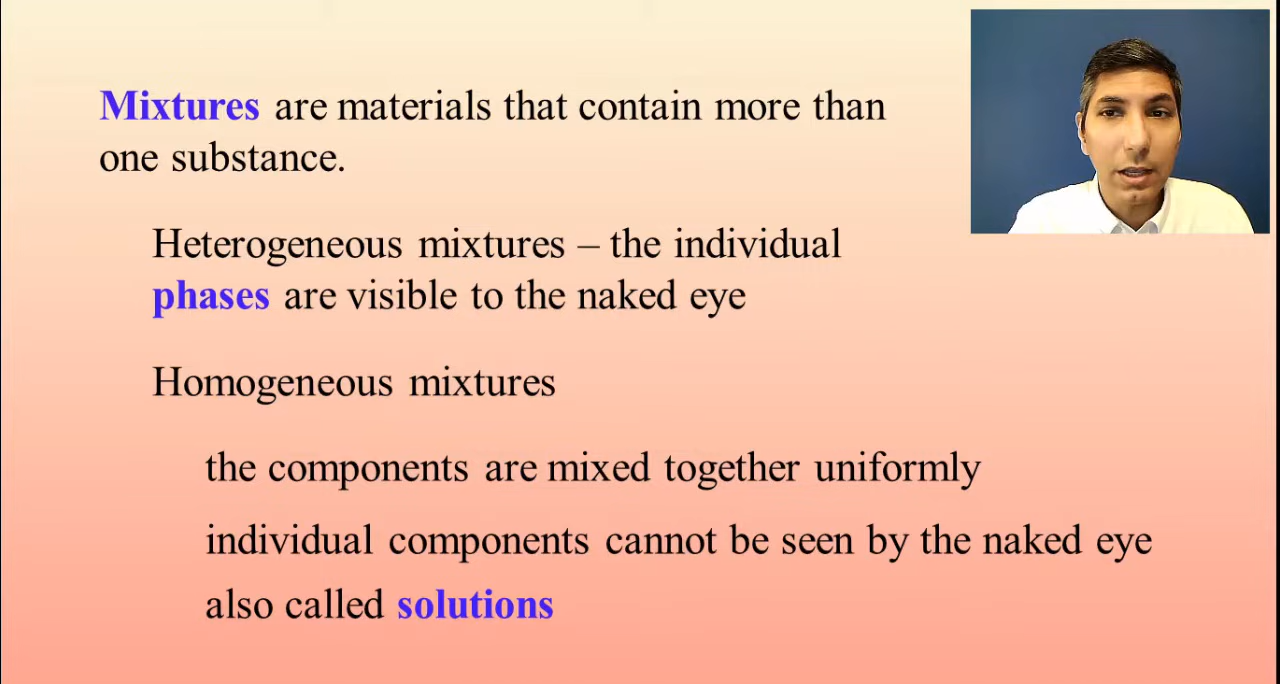 Mixtures are materials that contain more than
one substance.
Heterogeneous mixtures – the individual
phases are visible to the naked eye
Homogeneous mixtures
the components are mixed together uniformly
individual components cannot be seen by the naked eye
also called solutions